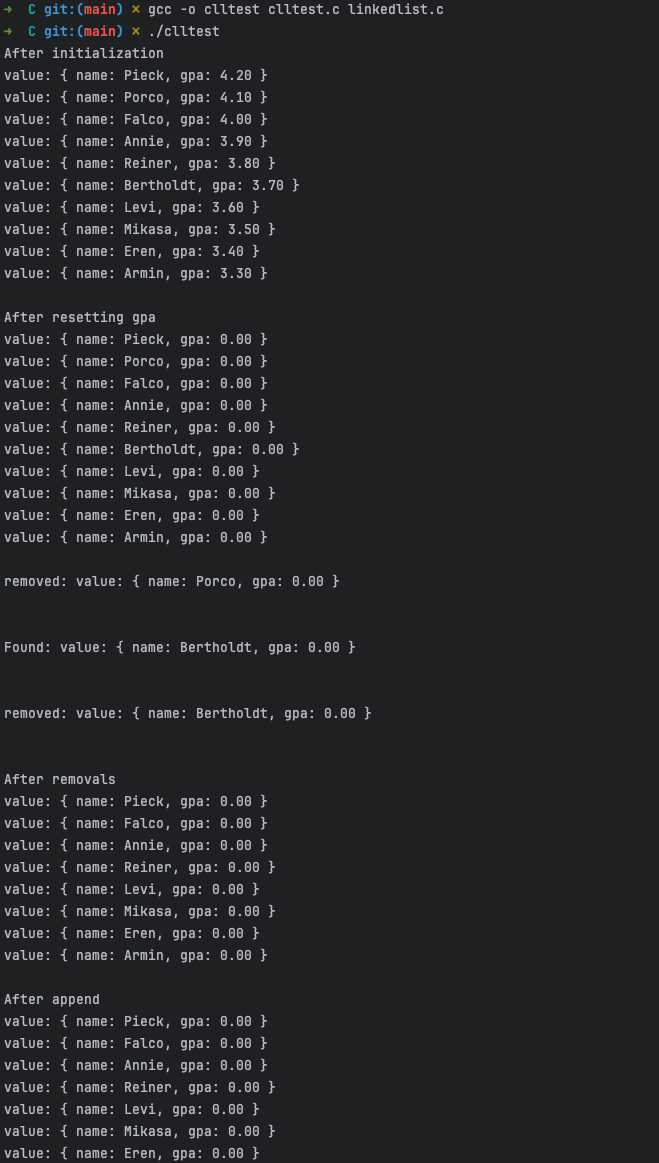 ➜  C git:(main) ✗ gcc -o clltest clltest.c linkedlist.c
➜  C git:(main) ✗ ./clltest
After initialization
value: { name: Pieck, gpa: 4.20 }
value: { name: Porco, gpa: 4.10 }
value: { name: Falco, gpa: 4.00 }
value: { name: Annie, gpa: 3.90 }
value: { name: Reiner, gpa: 3.80 }
value: { name: Bertholdt, gpa: 3.70 }
value: { name: Levi, gpa: 3.60 }
value: { name: Mikasa, gpa: 3.50 }
value: { name: Eren, gpa: 3.40 }
value: { name: Armin, gpa: 3.30 }

After resetting gpa
value: { name: Pieck, gpa: 0.00 }
value: { name: Porco, gpa: 0.00 }
value: { name: Falco, gpa: 0.00 }
value: { name: Annie, gpa: 0.00 }
value: { name: Reiner, gpa: 0.00 }
value: { name: Bertholdt, gpa: 0.00 }
value: { name: Levi, gpa: 0.00 }
value: { name: Mikasa, gpa: 0.00 }
value: { name: Eren, gpa: 0.00 }
value: { name: Armin, gpa: 0.00 }

removed: value: { name: Porco, gpa: 0.00 }

Found: value: { name: Bertholdt, gpa: 0.00 }

removed: value: { name: Bertholdt, gpa: 0.00 }

After removals
value: { name: Pieck, gpa: 0.00 }
value: { name: Falco, gpa: 0.00 }
value: { name: Annie, gpa: 0.00 }
value: { name: Reiner, gpa: 0.00 }
value: { name: Levi, gpa: 0.00 }
value: { name: Mikasa, gpa: 0.00 }
value: { name: Eren, gpa: 0.00 }
value: { name: Armin, gpa: 0.00 }

After append
value: { name: Pieck, gpa: 0.00 }
value: { name: Falco, gpa: 0.00 }
value: { name: Annie, gpa: 0.00 }
value: { name: Reiner, gpa: 0.00 }
value: { name: Levi, gpa: 0.00 }
value: { name: Mikasa, gpa: 0.00 }
value: { name: Eren, gpa: 0.00 }